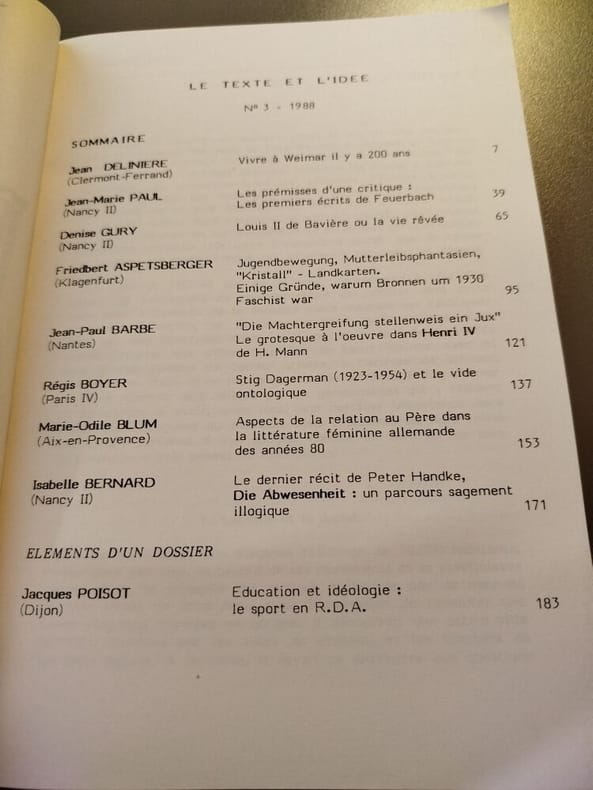 LE TEXTE ET L'IDEE
Nº 3 - 1988
SOMMAIRE
Jean DELINIERE Vivre à Weimar il y a 200 ans 7
(Clermont-Ferrand)
Jean-Marie PAUL Les prémisses d'une critique :
(Nancy II) Les premiers écrits de Feuerbach 39
Denise GURY Louis II de Bavière ou la vie rêvée 65
(Nancy II)
Friedbert ASPETSBERGER Jugendbewegung, Mutterleibsphantasien,
(Klagenfurt) "Kristall" - Landkarten.
Einige Gründe, warum Bronnen um 1930
Faschist war 95
Jean-Paul BARBE "Die Machtergreifung stellenweis ein Jux"
(Nantes) Le grotesque à l'oeuvre dans Henri IV
de H. Mann 121
Régis BOYER Stig Dagerman (1923-1954) et le vide
(Paris IV) ontologique 137
Marie-Odile BLUM Aspects de la relation au Père dans
(Aix-en-Provence) la littérature féminine allemande
des années 80 153
Isabelle BERNARD Le dernier récit de Peter Handke,
(Nancy II) Die Abwesenheit : un parcours sagement
illogique 171
ELEMENTS D'UN DOSSIER
Jacques POISOT Education et idéologie :
(Dijon) le sport en R.D.A. 183